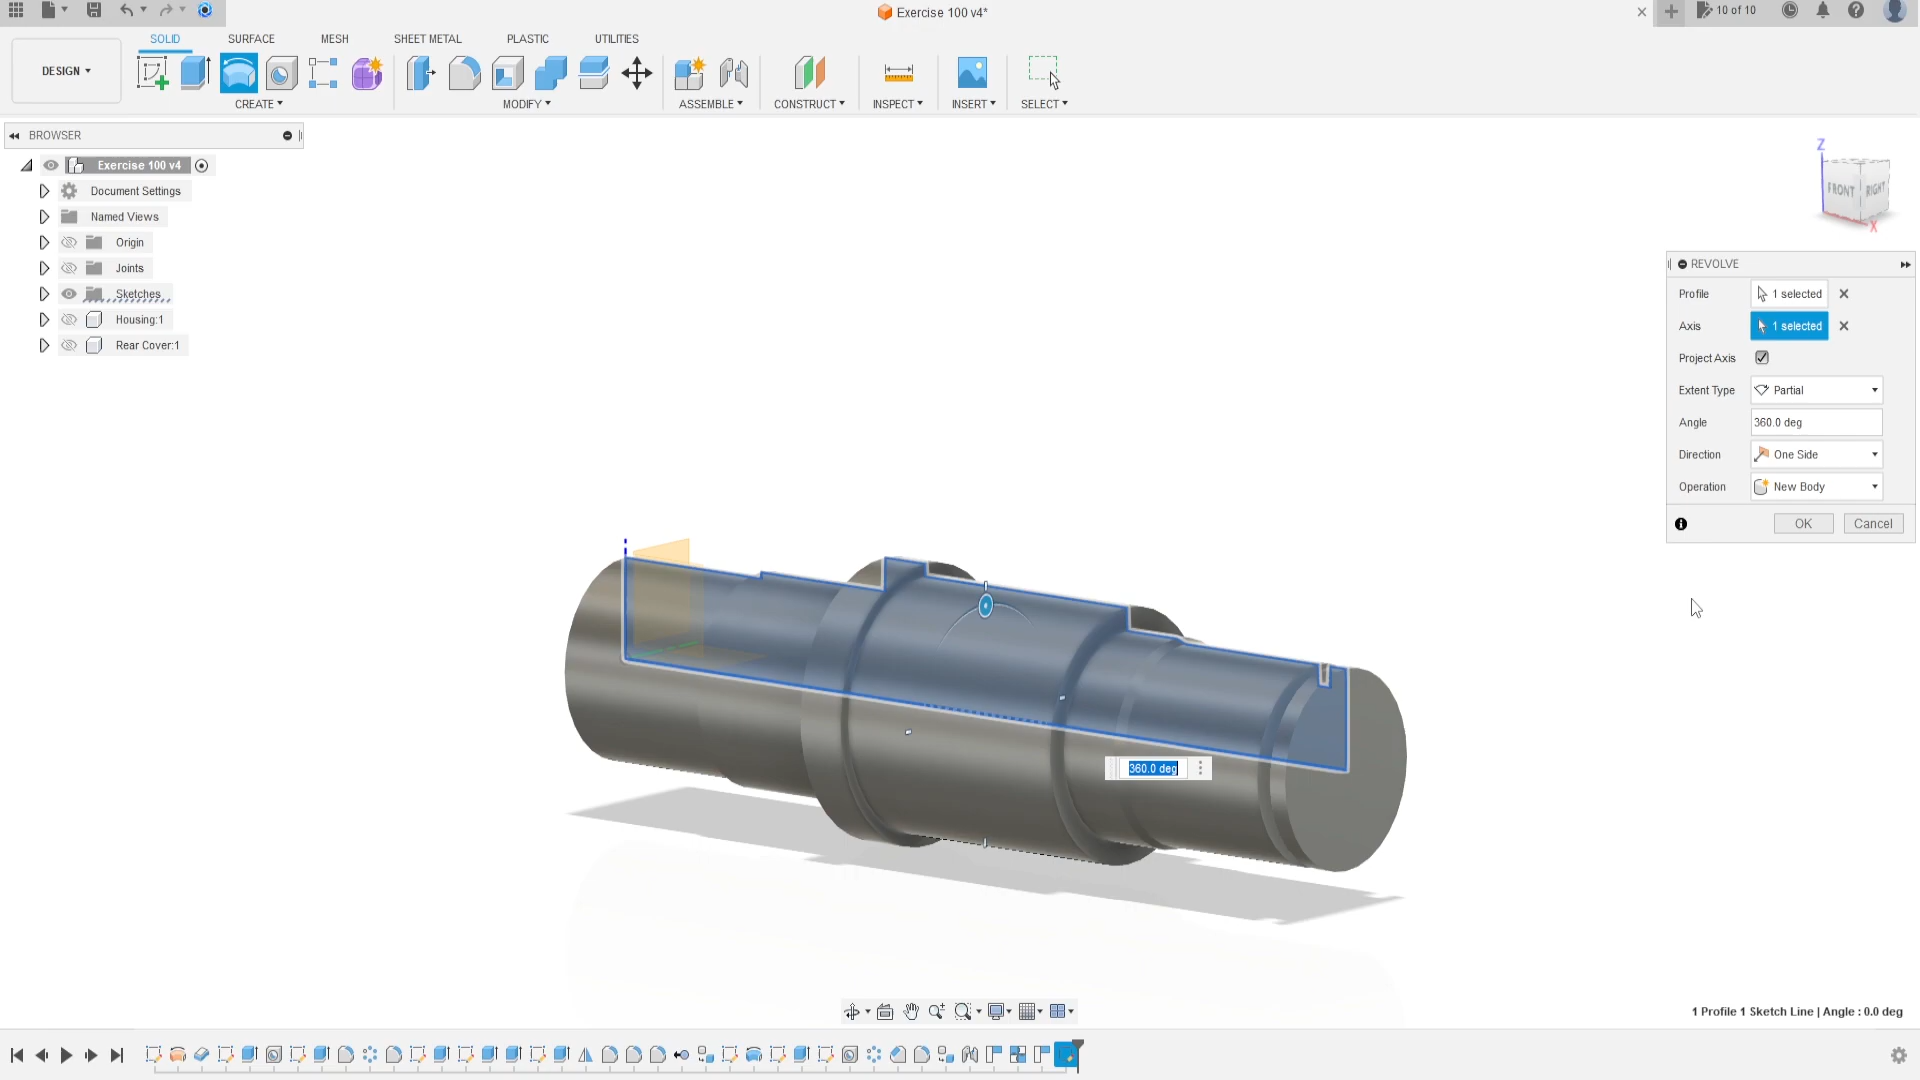 Exercise 100 v4*
10 of 10
SOLID SURFACE MESH SHEET METAL PLASTIC UTILITIES
DESIGN
CREATE MODIFY ASSEMBLE CONSTRUCT INSPECT INSERT SELECT
BROWSER
Exercise 100 v4
Document Settings
Named Views
Origin
Joints
Sketches
Housing:1
Rear Cover:1
Z
FRONT RIGHT
X
REVOLVE
Profile 1 selected
Axis 1 selected
Project Axis
Extent Type Partial
Angle 360.0 deg
Direction One Side
Operation New Body
OK Cancel
360.0 deg
1 Profile 1 Sketch Line | Angle : 0.0 deg